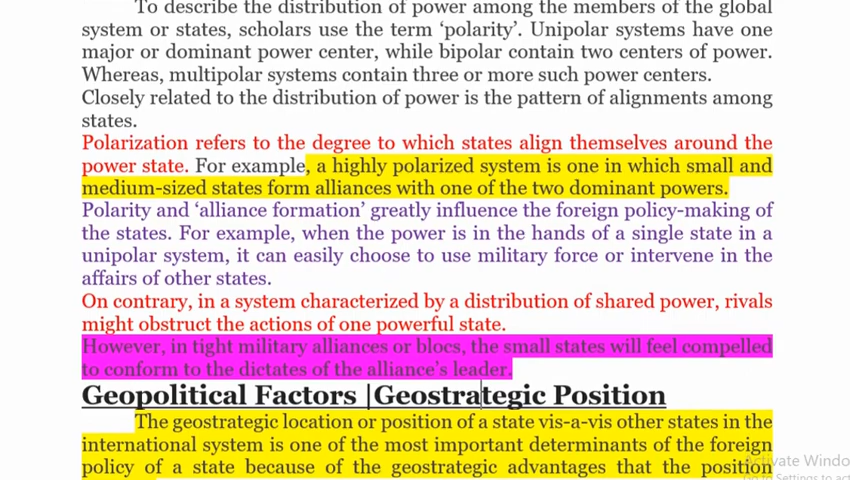 To describe the distribution of power among the members of the global
system or states, scholars use the term ‘polarity’. Unipolar systems have one
major or dominant power center, while bipolar contain two centers of power.
Whereas, multipolar systems contain three or more such power centers.
Closely related to the distribution of power is the pattern of alignments among
states.
Polarization refers to the degree to which states align themselves around the
power state. For example, a highly polarized system is one in which small and
medium-sized states form alliances with one of the two dominant powers.
Polarity and ‘alliance formation’ greatly influence the foreign policy-making of
the states. For example, when the power is in the hands of a single state in a
unipolar system, it can easily choose to use military force or intervene in the
affairs of other states.
On contrary, in a system characterized by a distribution of shared power, rivals
might obstruct the actions of one powerful state.
However, in tight military alliances or blocs, the small states will feel compelled
to conform to the dictates of the alliance’s leader.
Geopolitical Factors |Geostrategic Position
The geostrategic location or position of a state vis-a-vis other states in the
international system is one of the most important determinants of the foreign
policy of a state because of the geostrategic advantages that the position
Activate Windo
Go to Settings to act